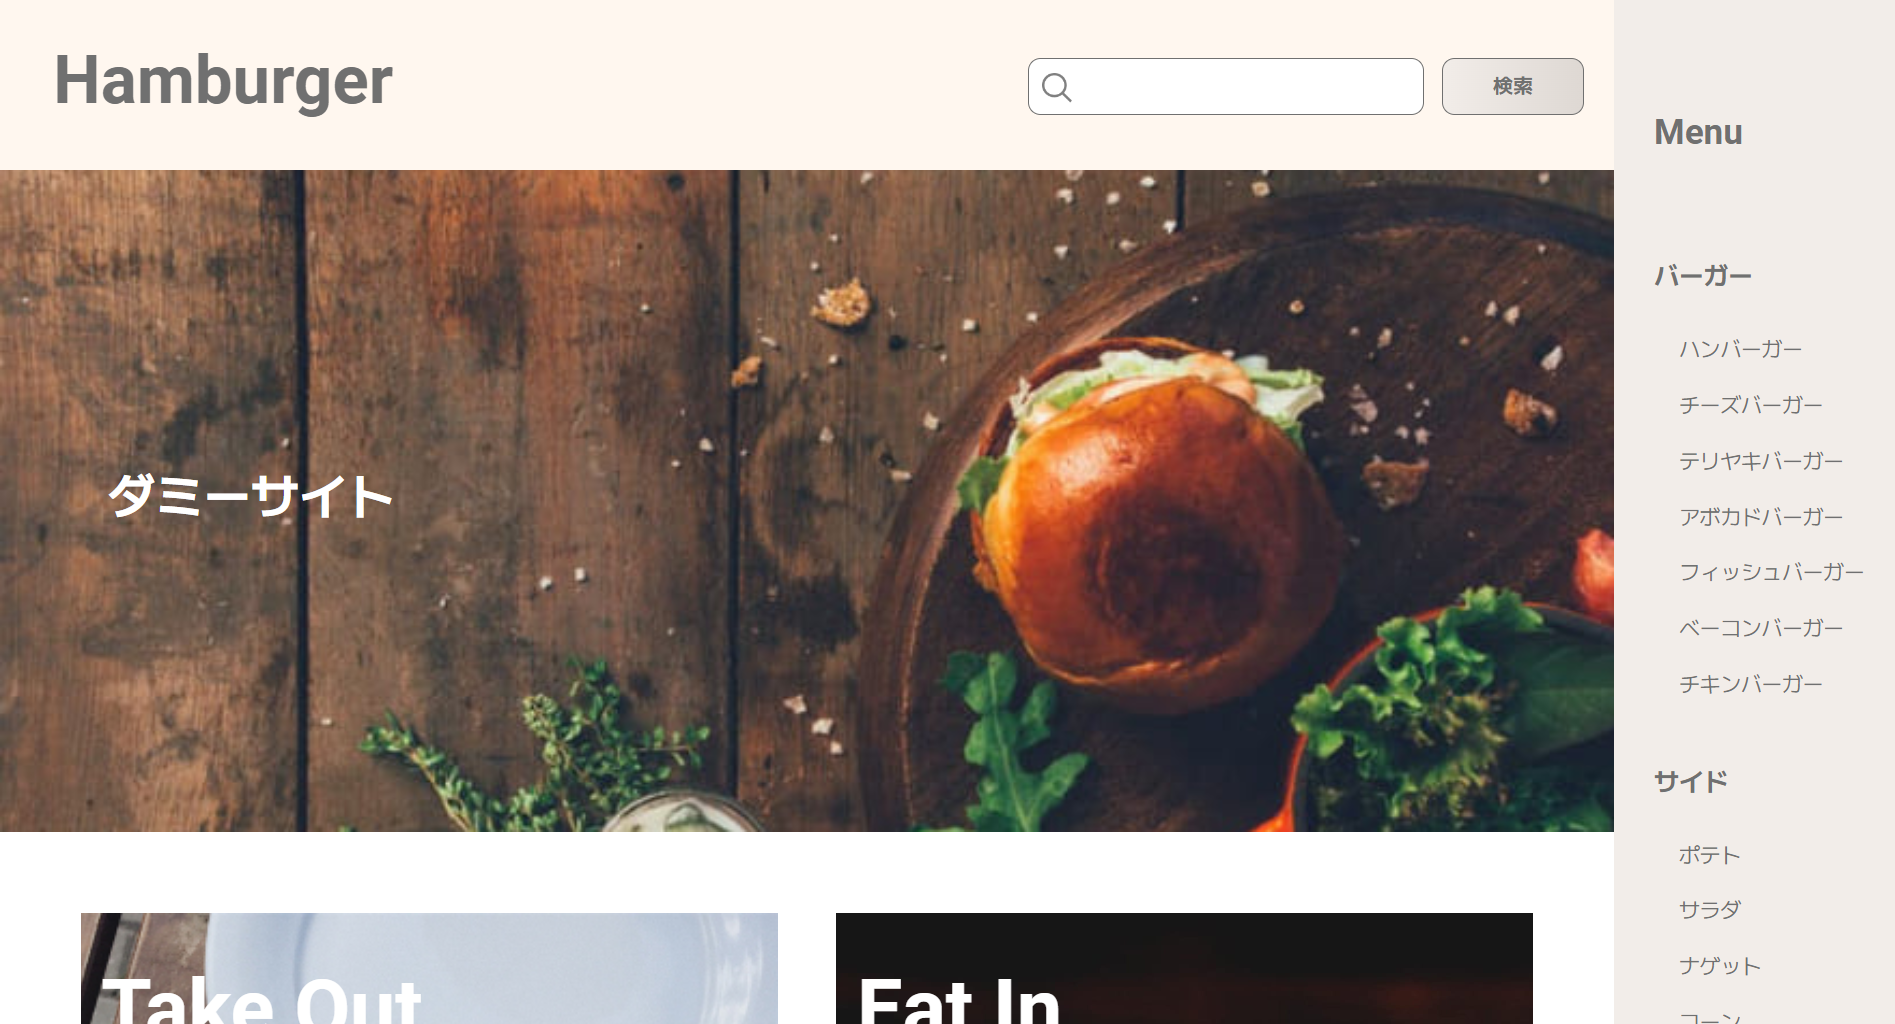 Hamburger
検索
ダミーサイト
Take Out
Eat In
Menu
バーガー
ハンバーガー
チーズバーガー
テリヤキバーガー
アボカドバーガー
フィッシュバーガー
ベーコンバーガー
チキンバーガー
サイド
ポテト
サラダ
ナゲット
コーン